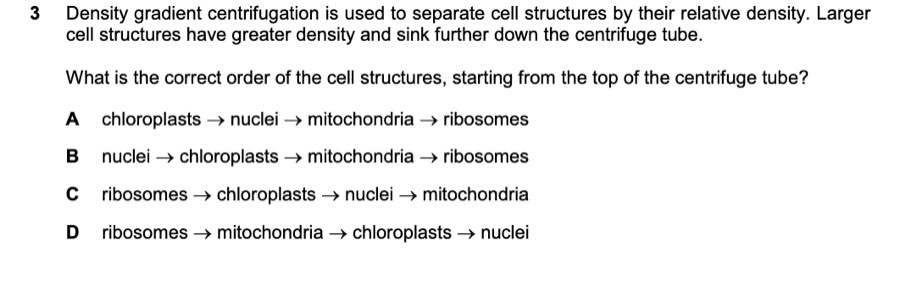 3 Density gradient centrifugation is used to separate cell structures by their relative density. Larger
cell structures have greater density and sink further down the centrifuge tube.
What is the correct order of the cell structures, starting from the top of the centrifuge tube?
A chloroplasts → nuclei → mitochondria → ribosomes
B nuclei → chloroplasts → mitochondria → ribosomes
C ribosomes → chloroplasts → nuclei → mitochondria
D ribosomes → mitochondria → chloroplasts → nuclei